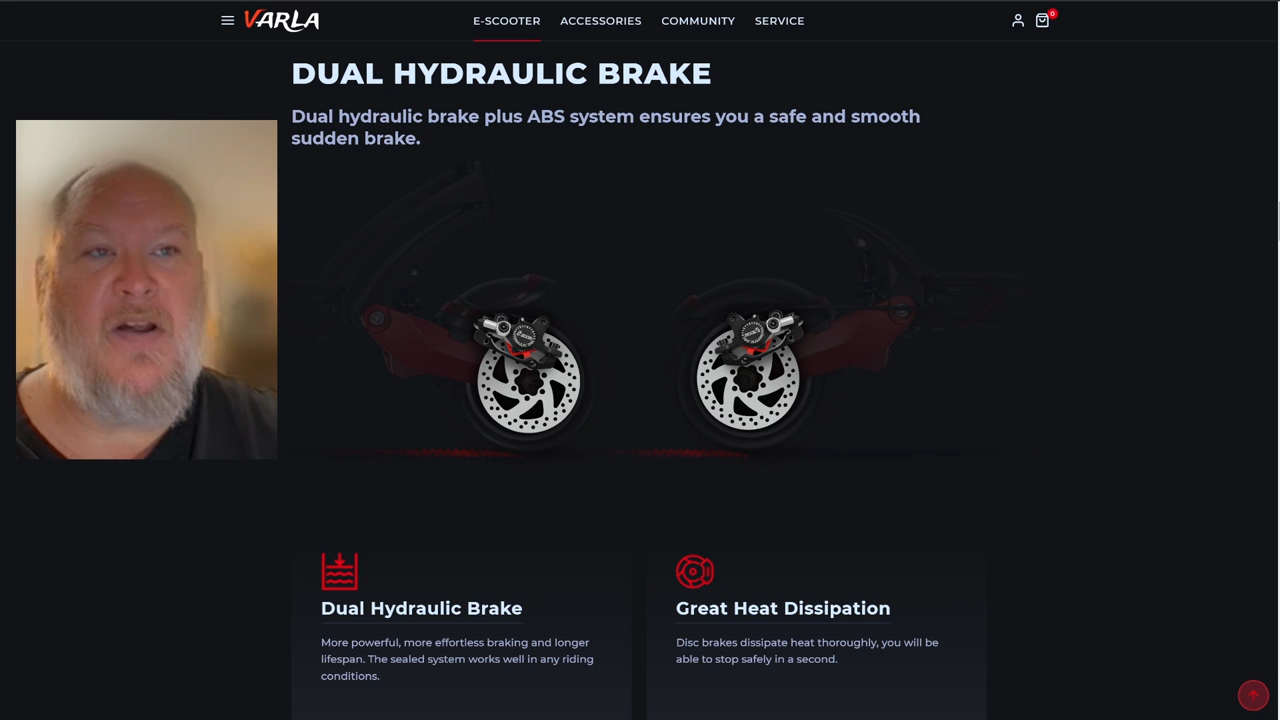 VARLA
E-SCOOTER
ACCESSORIES
COMMUNITY
SERVICE
0
DUAL HYDRAULIC BRAKE
Dual hydraulic brake plus ABS system ensures you a safe and smooth
sudden brake.
Dual Hydraulic Brake
More powerful, more effortless braking and longer
lifespan. The sealed system works well in any riding
conditions.
Great Heat Dissipation
Disc brakes dissipate heat thoroughly, you will be
able to stop safely in a second.